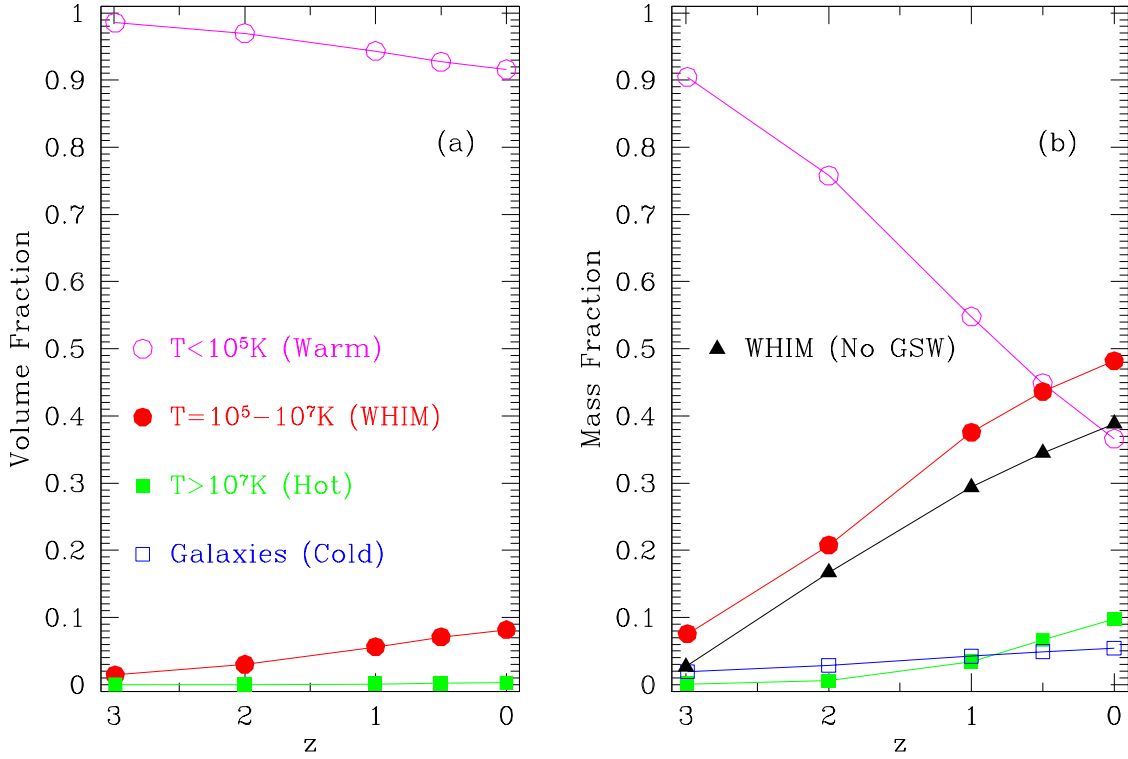 (a)
1
0.9
0.8
0.7
0.6
0.5
0.4
0.3
0.2
0.1
0
Volume Fraction
T<10⁵K (Warm)
T=10⁵−10⁷K (WHIM)
T>10⁷K (Hot)
Galaxies (Cold)
3 2 1 0
z
(b)
1
0.9
0.8
0.7
0.6
0.5
0.4
0.3
0.2
0.1
0
Mass Fraction
WHIM (No GSW)
3 2 1 0
z